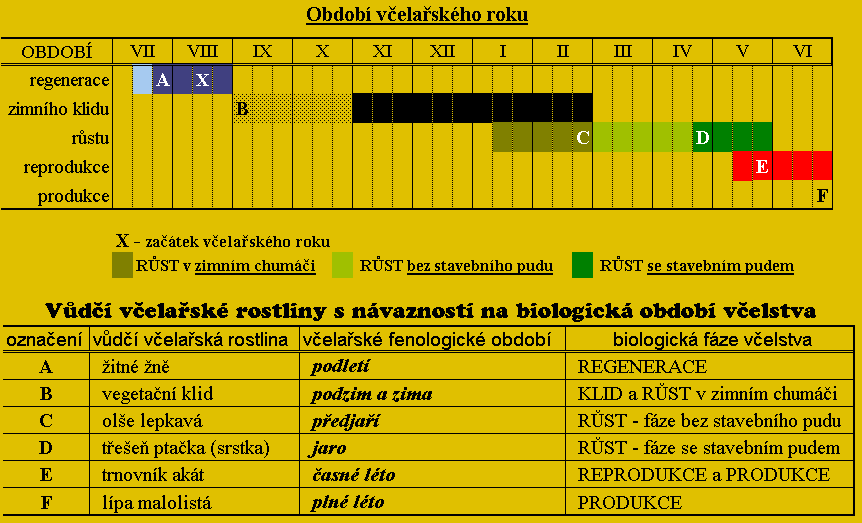 Období včelařského roku
OBDOBÍ VII VIII IX X XI XII I II III IV V VI
regenerace A X
zimního klidu B
růstu C D
reprodukce E
produkce F
X - začátek včelařského roku
RŮST v zimním chumáči RŮST bez stavebního pudu RŮST se stavebním pudem
Vůdčí včelařské rostliny s návazností na biologická období včelstva
označení vůdčí včelařská rostlina včelařské fenologické období biologická fáze včelstva
A žitné žně podletí REGENERACE
B vegetační klid podzim a zima KLID a RŮST v zimním chumáči
C olše lepkavá předjaří RŮST - fáze bez stavebního pudu
D třešeň ptačka (srstka) jaro RŮST - fáze se stavebním pudem
E trnovník akát časné léto REPRODUKCE a PRODUKCE
F lípa malolistá plné léto PRODUKCE